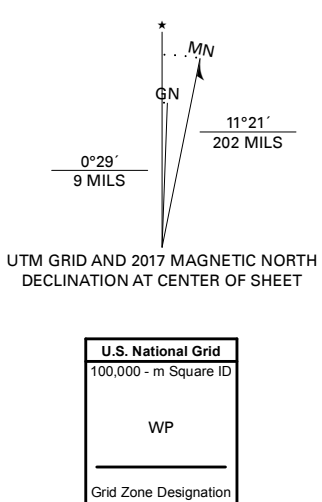 ★
MN
GN
11°21´
202 MILS
0°29´
9 MILS
UTM GRID AND 2017 MAGNETIC NORTH
DECLINATION AT CENTER OF SHEET
U.S. National Grid
100,000 - m Square ID
WP
Grid Zone Designation